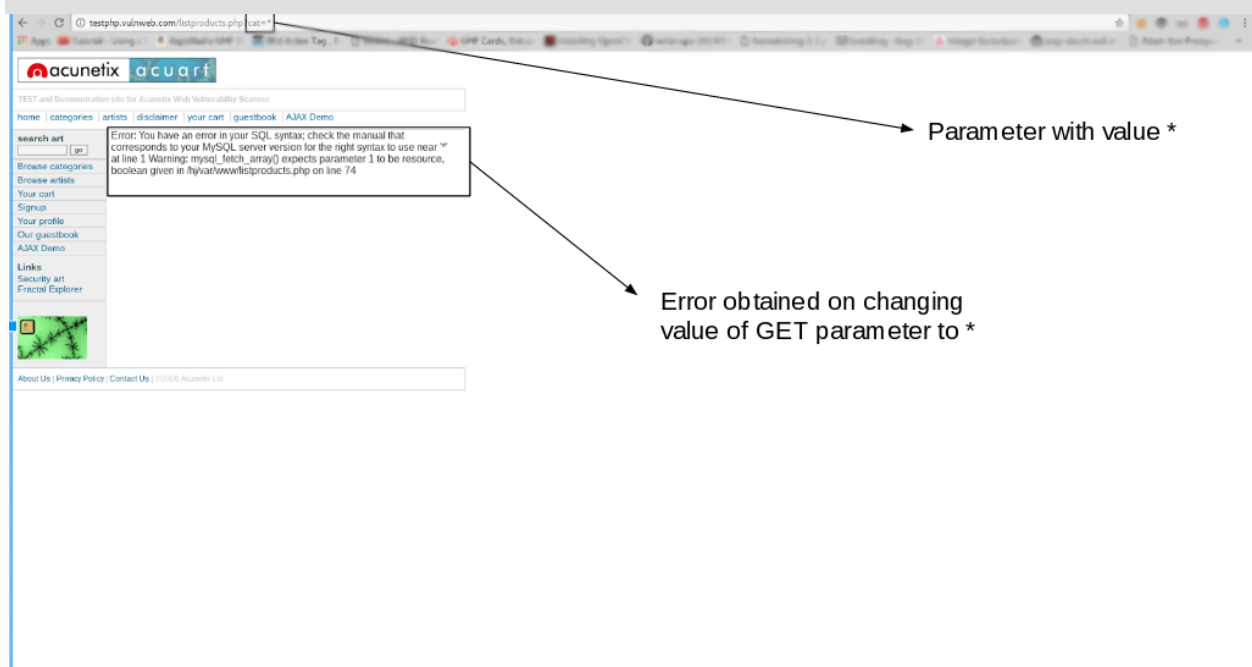 testphp.vulnweb.com/listproducts.php?cat=*
Apps
acunetix acuart
TEST and Demonstration site for Acunetix Web Vulnerability Scanner
home | categories | artists | disclaimer | your cart | guestbook | AJAX Demo
search art
go
Browse categories
Browse artists
Your cart
Signup
Your profile
Our guestbook
AJAX Demo
Links
Security art
Fractal Explorer
Error: You have an error in your SQL syntax; check the manual that
corresponds to your MySQL server version for the right syntax to use near '*'
at line 1 Warning: mysql_fetch_array() expects parameter 1 to be resource,
boolean given in /hj/var/www/listproducts.php on line 74
Parameter with value *
Error obtained on changing
value of GET parameter to *
About Us | Privacy Policy | Contact Us | ©2006 Acunetix Ltd